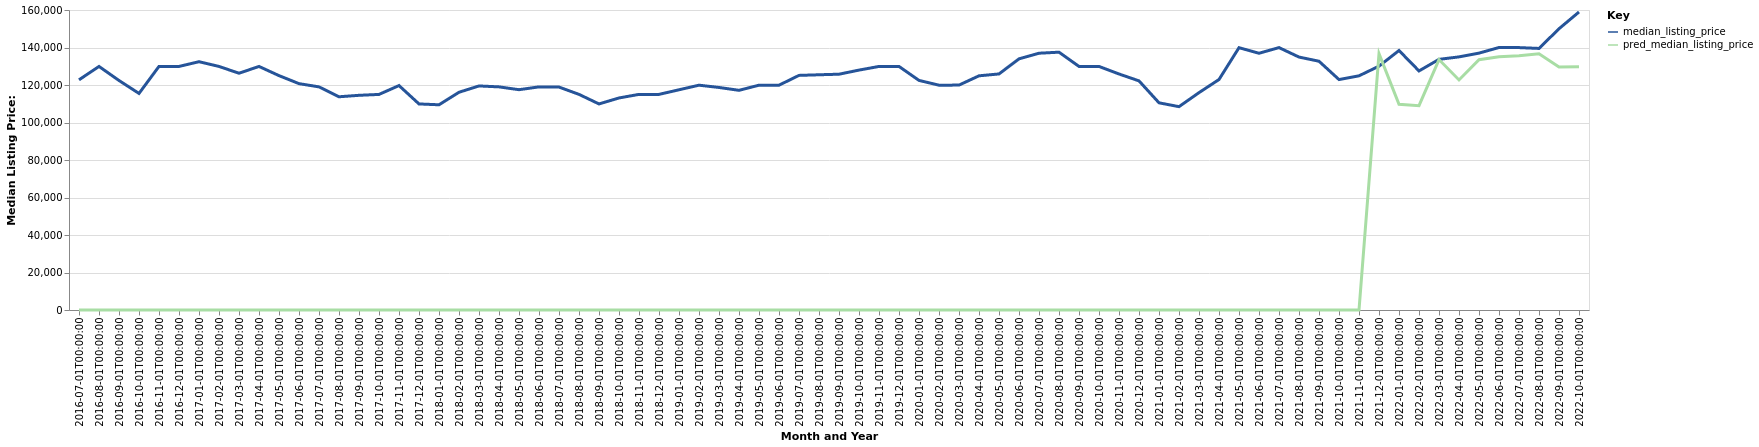 160,000
140,000
120,000
100,000
80,000
60,000
40,000
20,000
0
Median Listing Price:
2016-07-01T00:00:00
2016-08-01T00:00:00
2016-09-01T00:00:00
2016-10-01T00:00:00
2016-11-01T00:00:00
2016-12-01T00:00:00
2017-01-01T00:00:00
2017-02-01T00:00:00
2017-03-01T00:00:00
2017-04-01T00:00:00
2017-05-01T00:00:00
2017-06-01T00:00:00
2017-07-01T00:00:00
2017-08-01T00:00:00
2017-09-01T00:00:00
2017-10-01T00:00:00
2017-11-01T00:00:00
2017-12-01T00:00:00
2018-01-01T00:00:00
2018-02-01T00:00:00
2018-03-01T00:00:00
2018-04-01T00:00:00
2018-05-01T00:00:00
2018-06-01T00:00:00
2018-07-01T00:00:00
2018-08-01T00:00:00
2018-09-01T00:00:00
2018-10-01T00:00:00
2018-11-01T00:00:00
2018-12-01T00:00:00
2019-01-01T00:00:00
2019-02-01T00:00:00
2019-03-01T00:00:00
2019-04-01T00:00:00
2019-05-01T00:00:00
2019-06-01T00:00:00
2019-07-01T00:00:00
2019-08-01T00:00:00
2019-09-01T00:00:00
2019-10-01T00:00:00
2019-11-01T00:00:00
2019-12-01T00:00:00
2020-01-01T00:00:00
2020-02-01T00:00:00
2020-03-01T00:00:00
2020-04-01T00:00:00
2020-05-01T00:00:00
2020-06-01T00:00:00
2020-07-01T00:00:00
2020-08-01T00:00:00
2020-09-01T00:00:00
2020-10-01T00:00:00
2020-11-01T00:00:00
2020-12-01T00:00:00
2021-01-01T00:00:00
2021-02-01T00:00:00
2021-03-01T00:00:00
2021-04-01T00:00:00
2021-05-01T00:00:00
2021-06-01T00:00:00
2021-07-01T00:00:00
2021-08-01T00:00:00
2021-09-01T00:00:00
2021-10-01T00:00:00
2021-11-01T00:00:00
2021-12-01T00:00:00
2022-01-01T00:00:00
2022-02-01T00:00:00
2022-03-01T00:00:00
2022-04-01T00:00:00
2022-05-01T00:00:00
2022-06-01T00:00:00
2022-07-01T00:00:00
2022-08-01T00:00:00
2022-09-01T00:00:00
2022-10-01T00:00:00
Month and Year
Key
median_listing_price
pred_median_listing_price